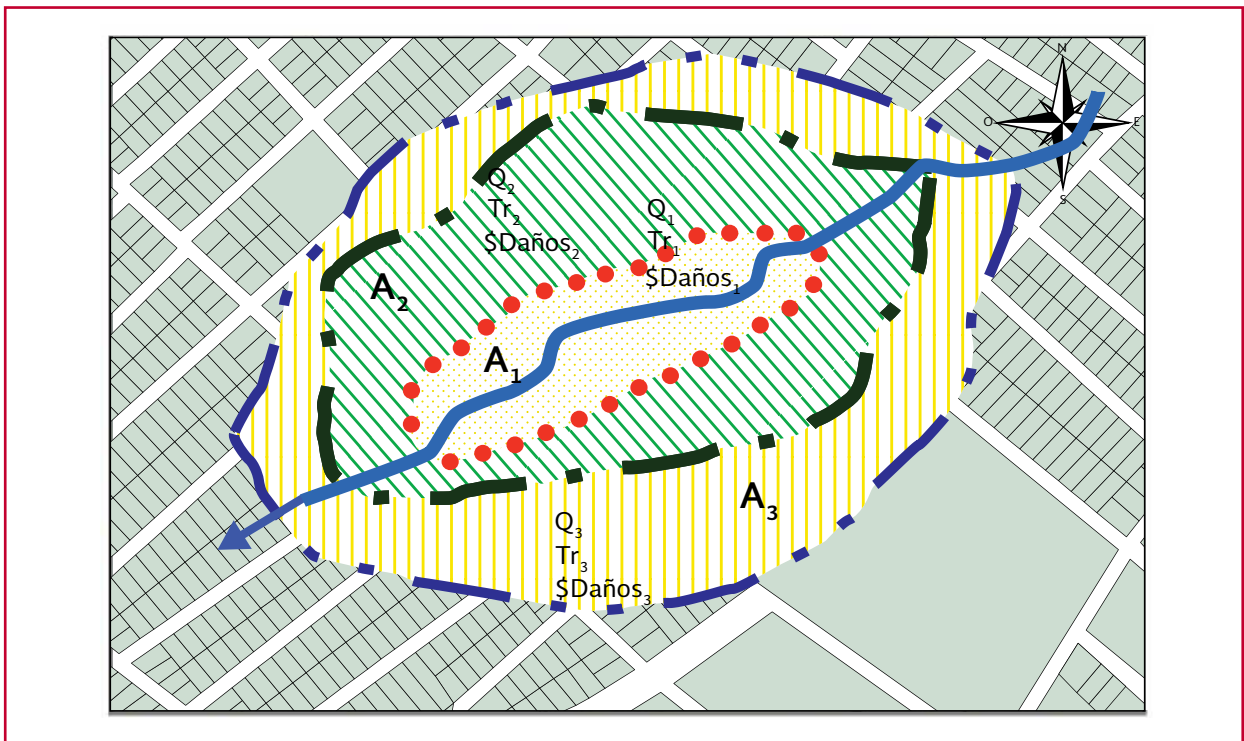 N
O
E
S
Q₂
Tr₂
$Daños₂
Q₁
Tr₁
$Daños₁
A₂
A₁
A₃
Q₃
Tr₃
$Daños₃